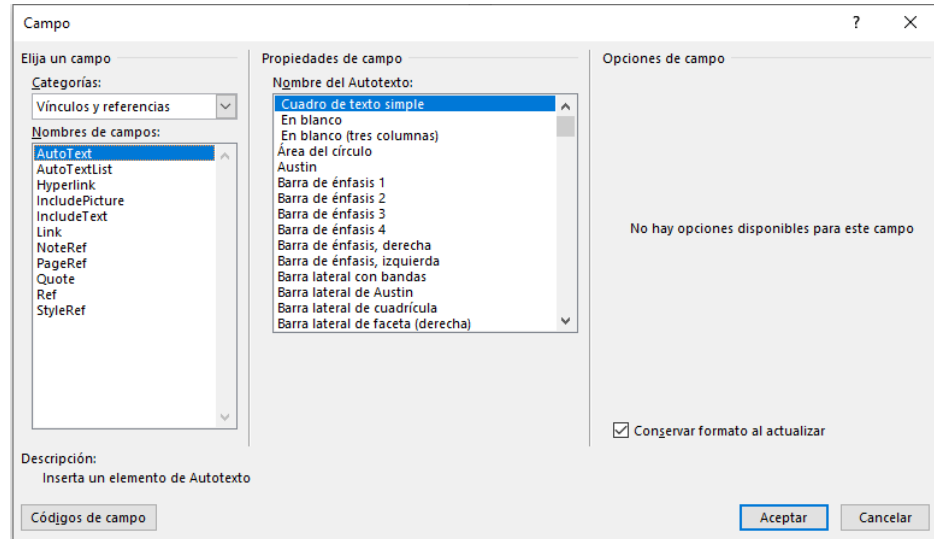 Campo
Elija un campo
Categorías:
Vínculos y referencias
Nombres de campos:
AutoText
AutoTextList
Hyperlink
IncludePicture
IncludeText
Link
NoteRef
PageRef
Quote
Ref
StyleRef
Propiedades de campo
Nombre del Autotexto:
Cuadro de texto simple
En blanco
En blanco (tres columnas)
Área del círculo
Austin
Barra de énfasis 1
Barra de énfasis 2
Barra de énfasis 3
Barra de énfasis 4
Barra de énfasis, derecha
Barra de énfasis, izquierda
Barra lateral con bandas
Barra lateral de Austin
Barra lateral de cuadrícula
Barra lateral de faceta (derecha)
Opciones de campo
No hay opciones disponibles para este campo
Conservar formato al actualizar
Descripción:
Inserta un elemento de Autotexto
Códigos de campo
Aceptar
Cancelar